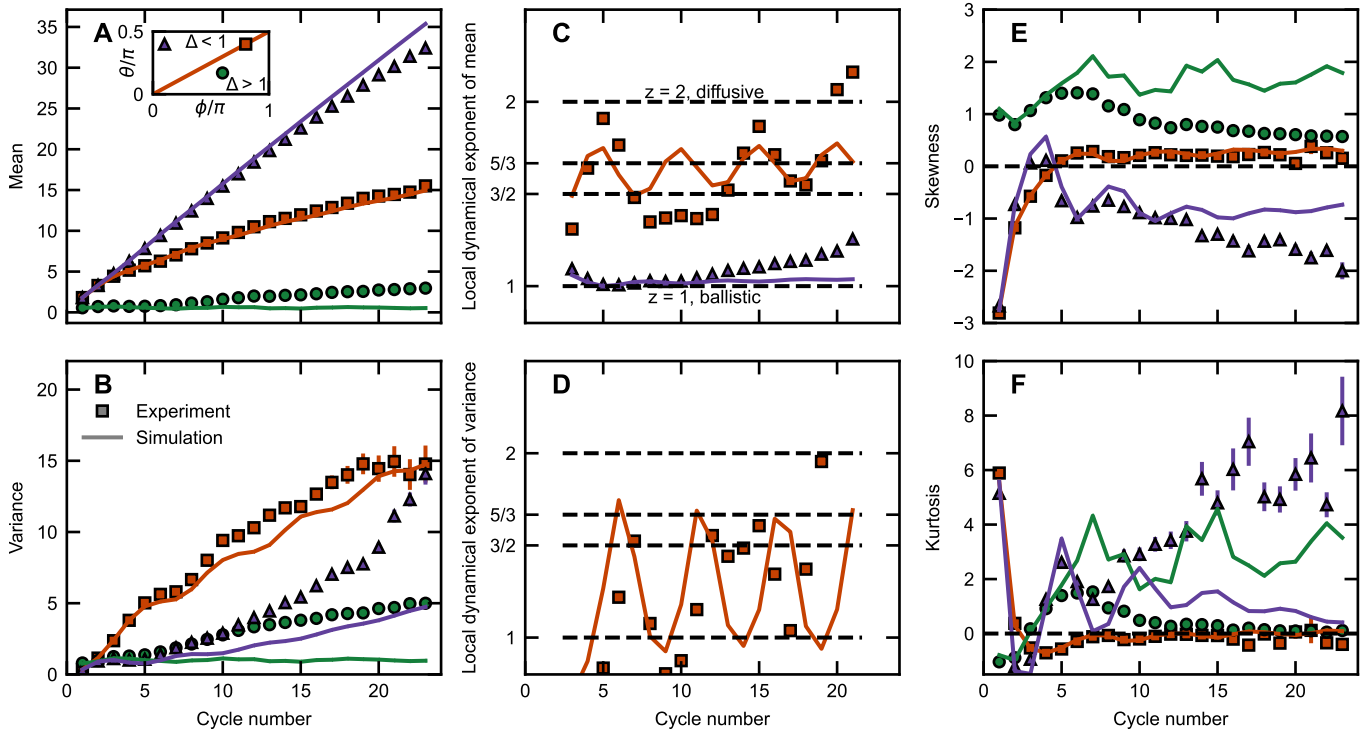 A
Mean
35
30
25
20
15
10
5
0
θ/π
0.5
0
Δ < 1
Δ > 1
0
ϕ/π
1
C
Local dynamical exponent of mean
2
5/3
3/2
1
z = 2, diffusive
z = 1, ballistic
E
Skewness
3
2
1
0
−1
−2
−3
B
Variance
20
15
10
5
0
Experiment
Simulation
0
5
10
15
20
Cycle number
D
Local dynamical exponent of variance
2
5/3
3/2
1
0
5
10
15
20
Cycle number
F
Kurtosis
10
8
6
4
2
0
0
5
10
15
20
Cycle number